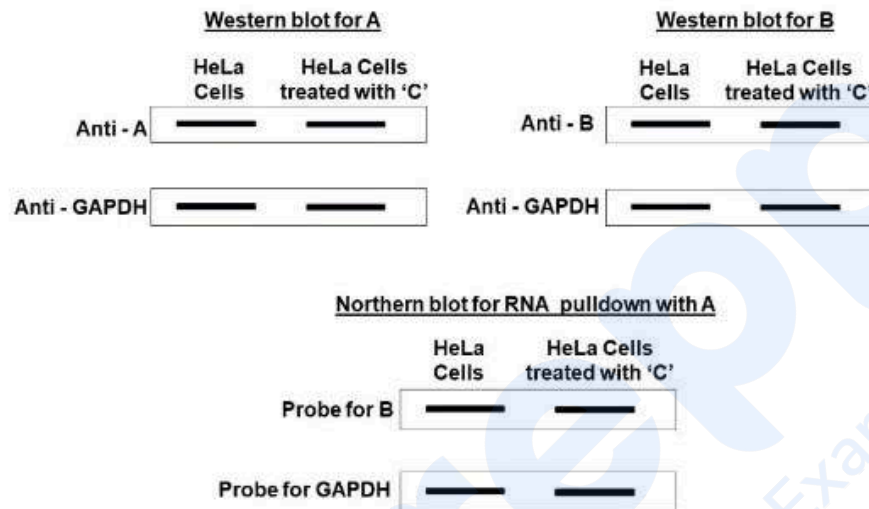 Western blot for A
HeLa Cells
HeLa Cells treated with ‘C’
Anti - A
Anti - GAPDH
Western blot for B
HeLa Cells
HeLa Cells treated with ‘C’
Anti - B
Anti - GAPDH
Northern blot for RNA pulldown with A
HeLa Cells
HeLa Cells treated with ‘C’
Probe for B
Probe for GAPDH